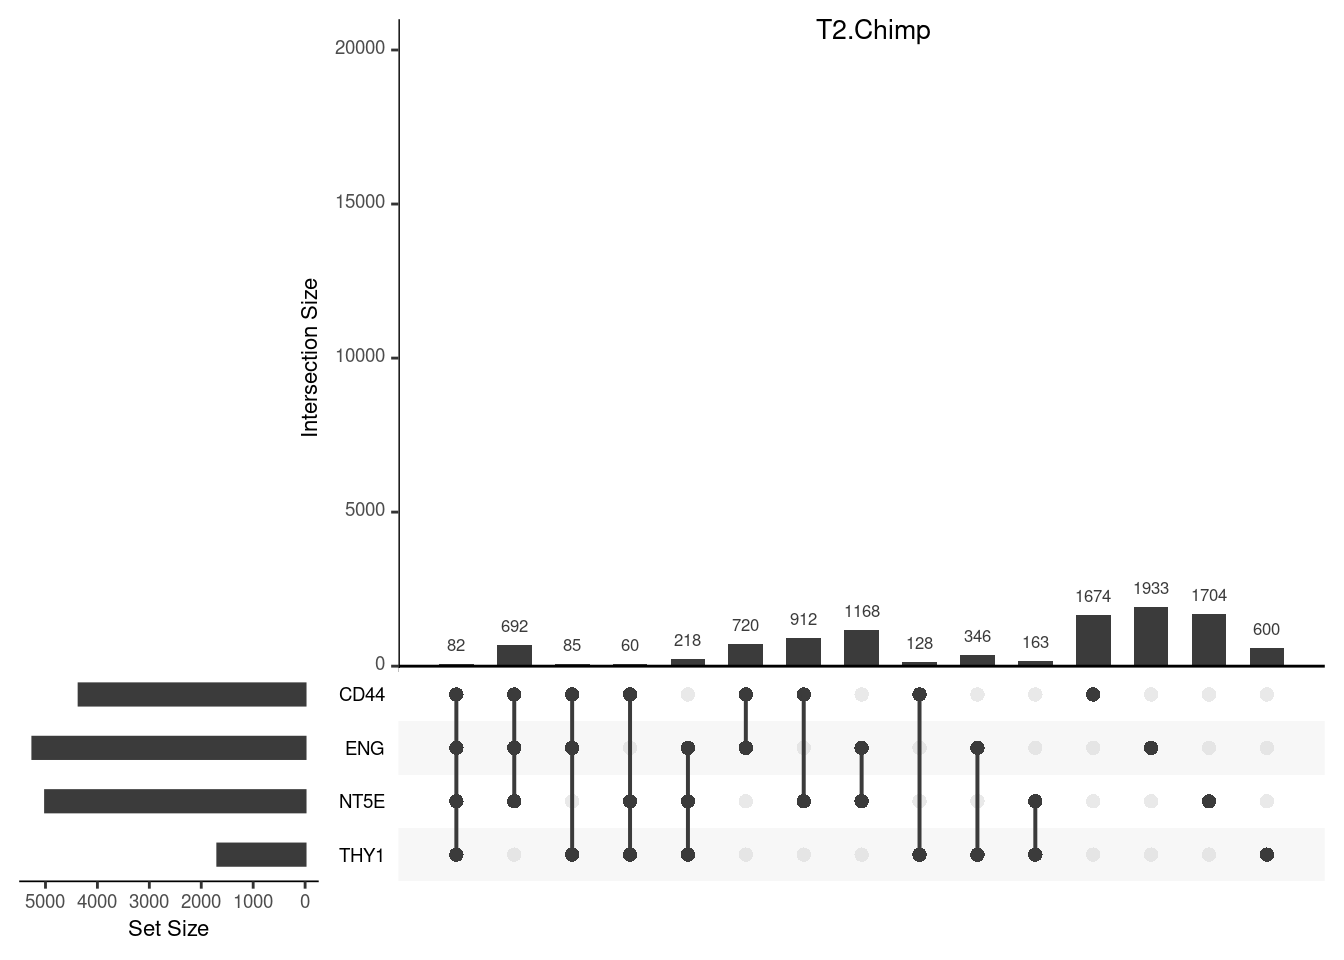 T2.Chimp
20000
15000
10000
5000
0
Intersection Size
82 692 85 60 218 720 912 1168 128 346 163 1674 1933 1704 600
CD44
ENG
NT5E
THY1
5000 4000 3000 2000 1000 0
Set Size